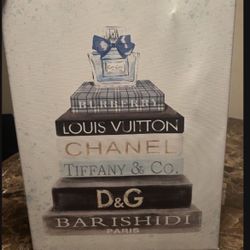 BURBERRY
LOUIS VUITTON
CHANEL
TIFFANY & CO.
D&G
BARISHIDI
PARIS